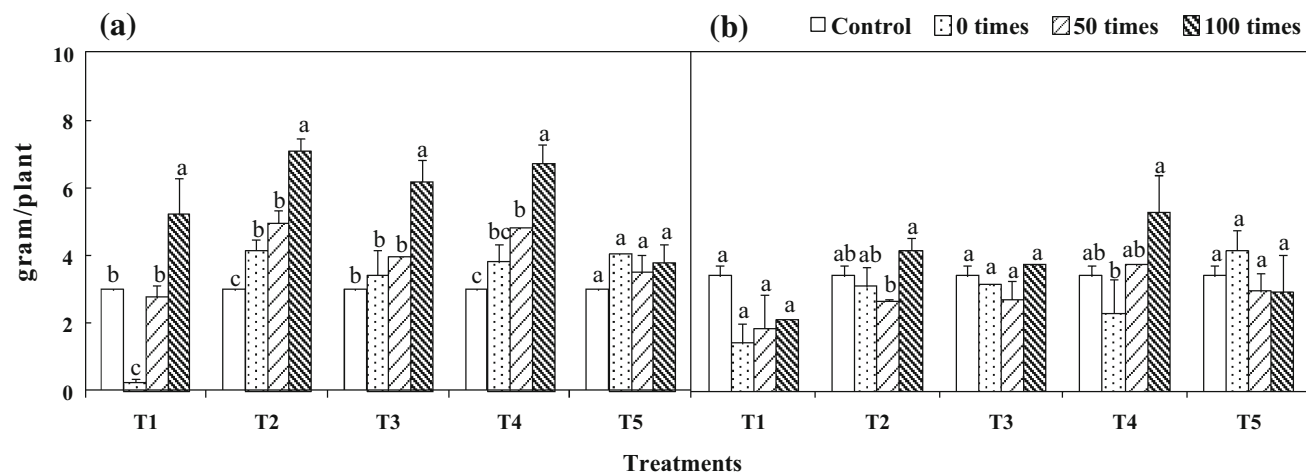 (a)
(b)
Control 0 times 50 times 100 times
gram/plant
10
8
6
4
2
0
b c b a
c b b a
b b b a
c bc b a
a a a a
a a a a
ab ab b a
a a a a
ab b ab a
a a a a
T1 T2 T3 T4 T5 T1 T2 T3 T4 T5
Treatments